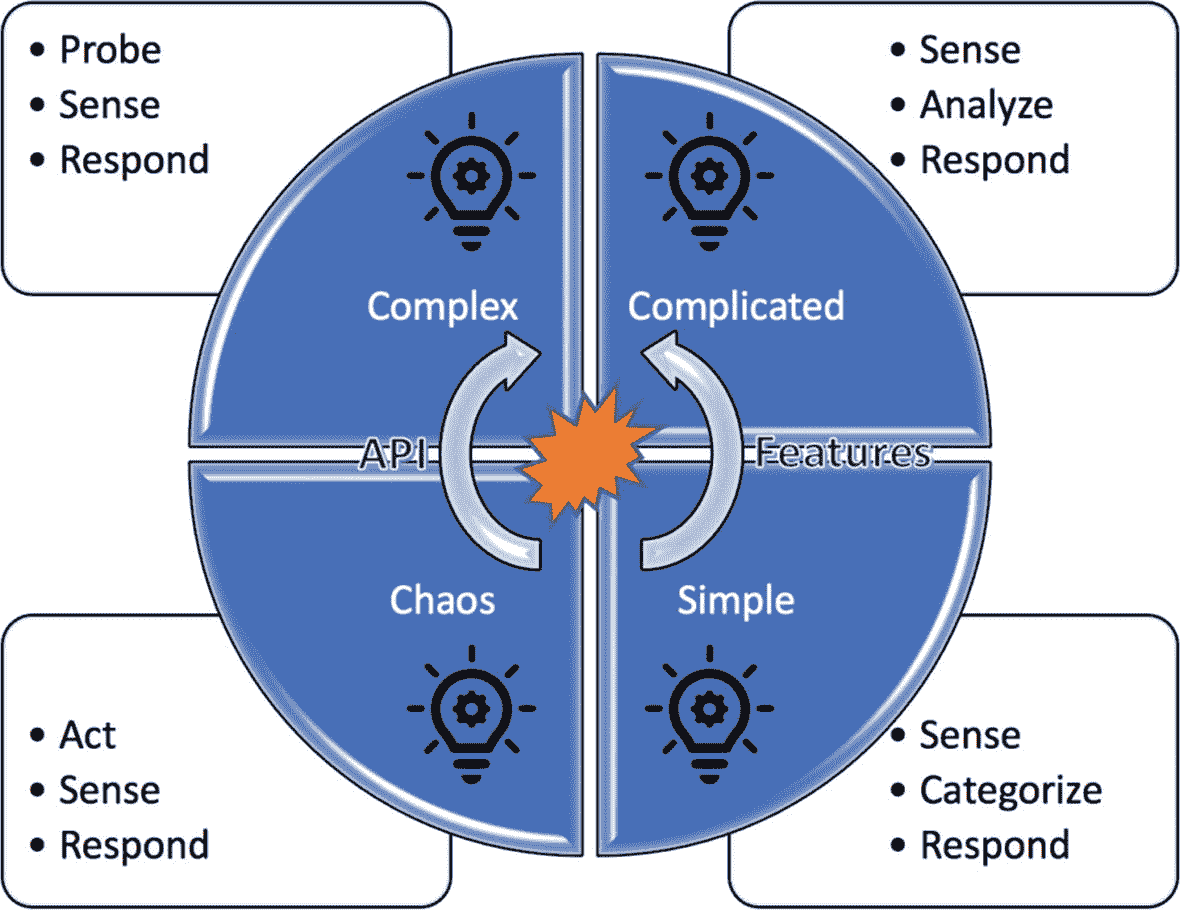 • Probe
• Sense
• Respond
• Sense
• Analyze
• Respond
Complex
Complicated
API
Features
Chaos
Simple
• Act
• Sense
• Respond
• Sense
• Categorize
• Respond